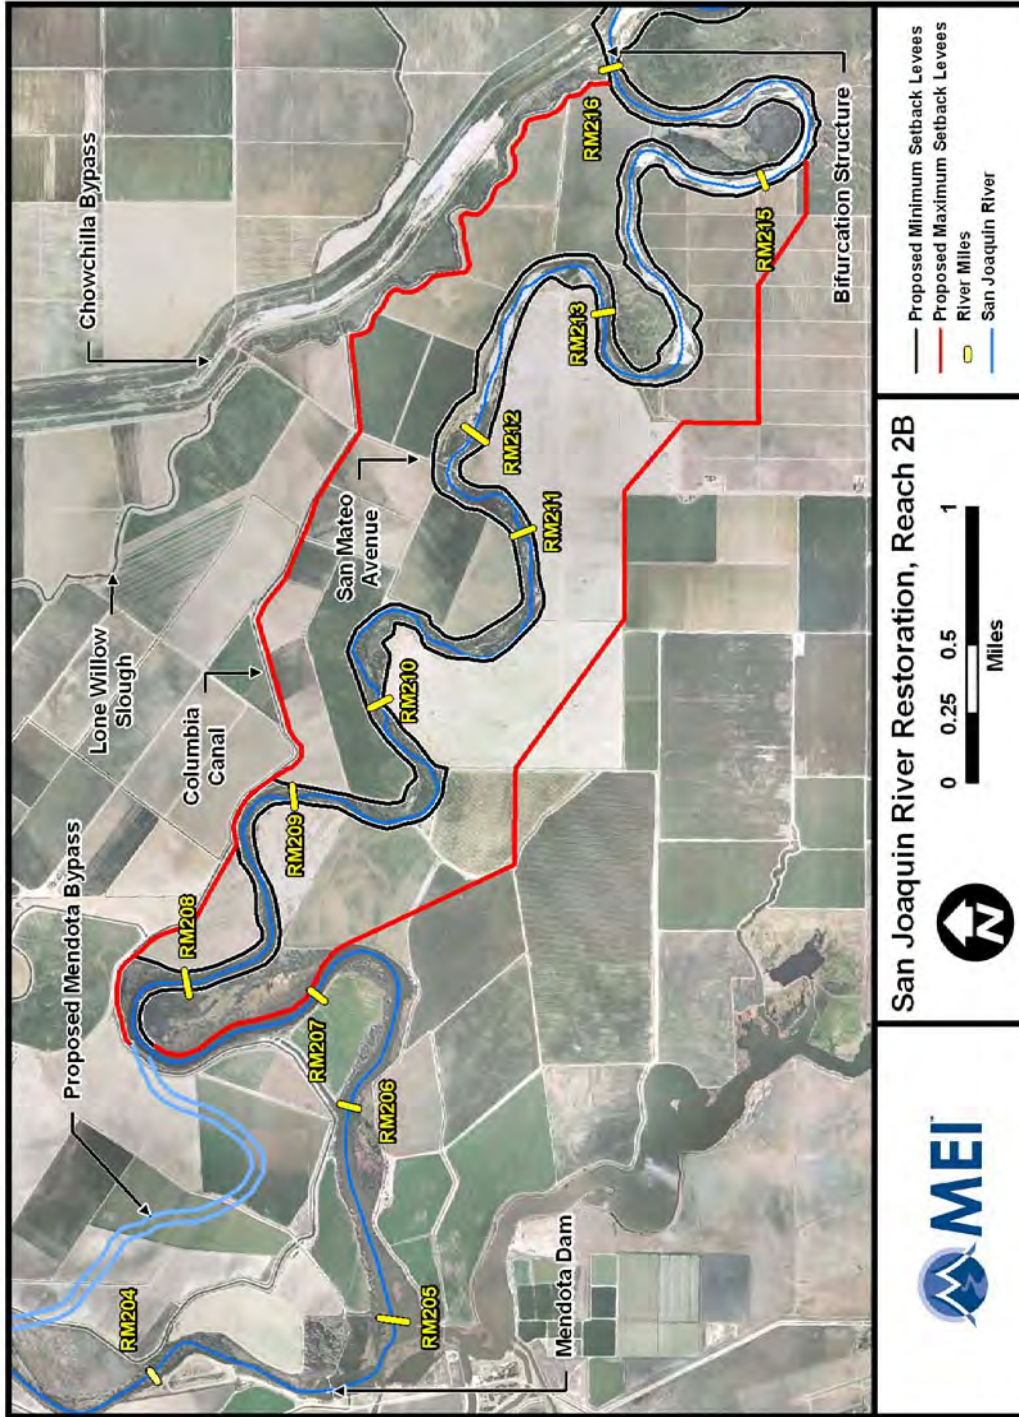 Proposed Mendota Bypass
Lone Willow
Slough
Chowchilla Bypass
Columbia
Canal
San Mateo
Avenue
RM204
RM205
RM206
RM207
RM208
RM209
RM210
RM211
RM212
RM213
RM215
RM216
Mendota Dam
Bifurcation Structure
MEI
San Joaquin River Restoration, Reach 2B
N
0 0.25 0.5 1
Miles
Proposed Minimum Setback Levees
Proposed Maximum Setback Levees
River Miles
San Joaquin River